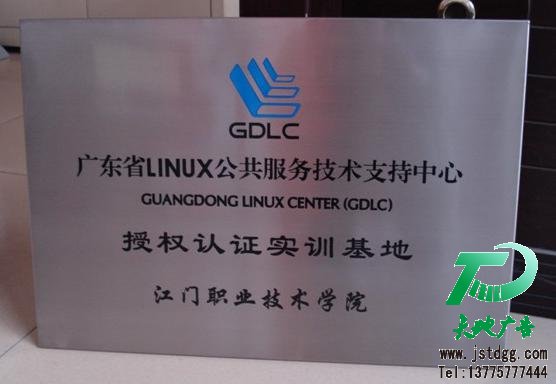 GDLC
广东省LINUX公共服务技术支持中心
GUANGDONG LINUX CENTER (GDLC)
授权认证实训基地
江门职业技术学院
天地广告
www.jstdgg.com
Tel:13775777444